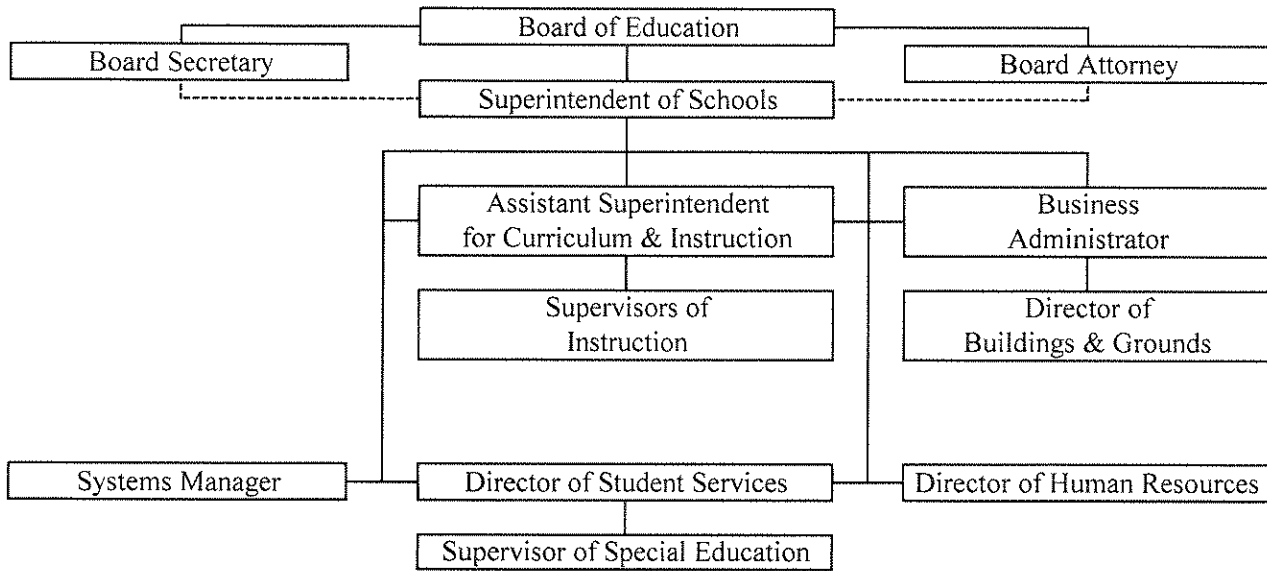 Board of Education
Board Secretary
Board Attorney
Superintendent of Schools
Assistant Superintendent
for Curriculum & Instruction
Business
Administrator
Supervisors of
Instruction
Director of
Buildings & Grounds
Systems Manager
Director of Student Services
Director of Human Resources
Supervisor of Special Education